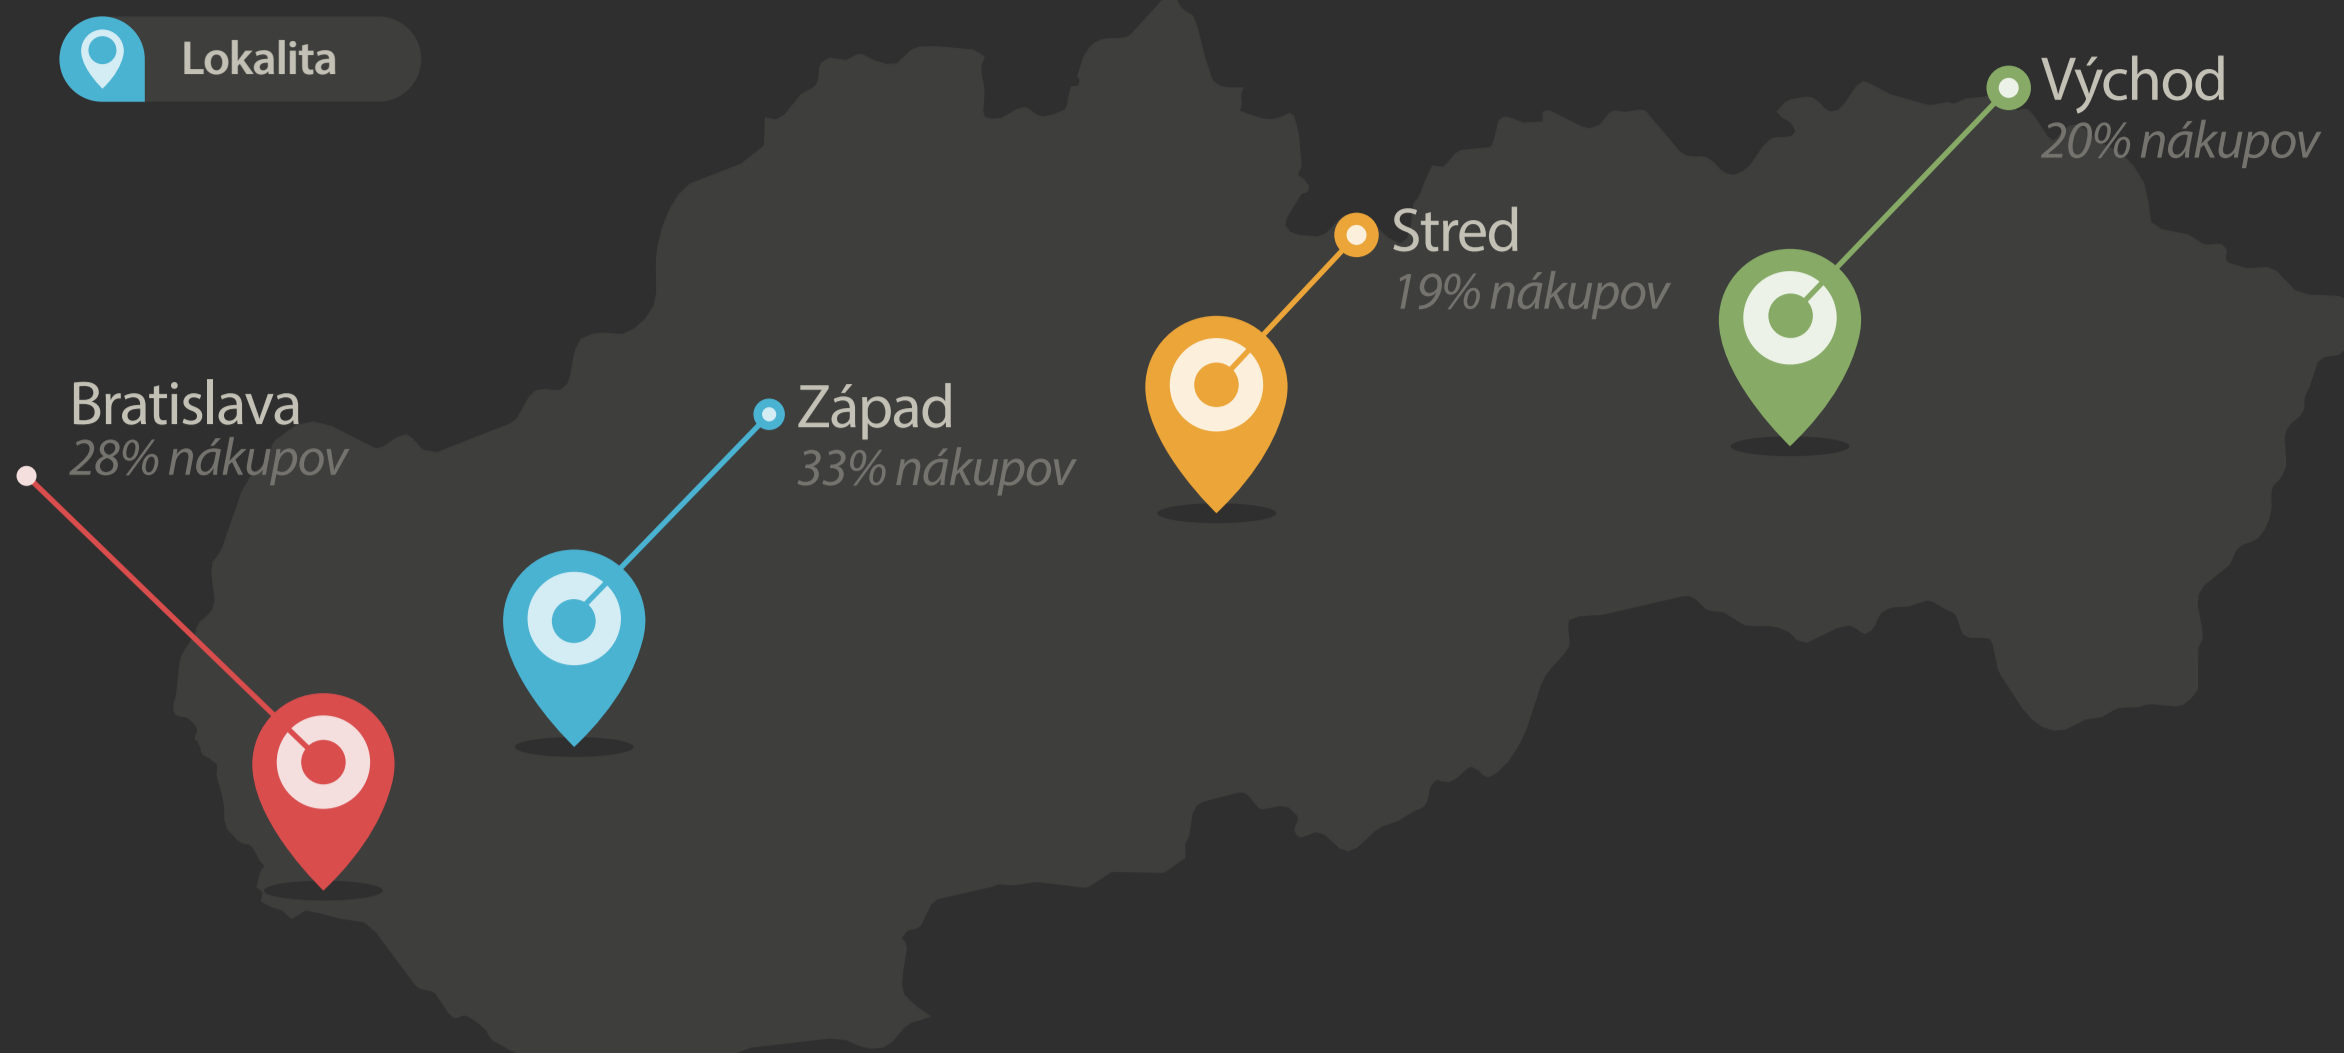 Lokalita
Východ
20% nákupov
Stred
19% nákupov
Bratislava
28% nákupov
Západ
33% nákupov